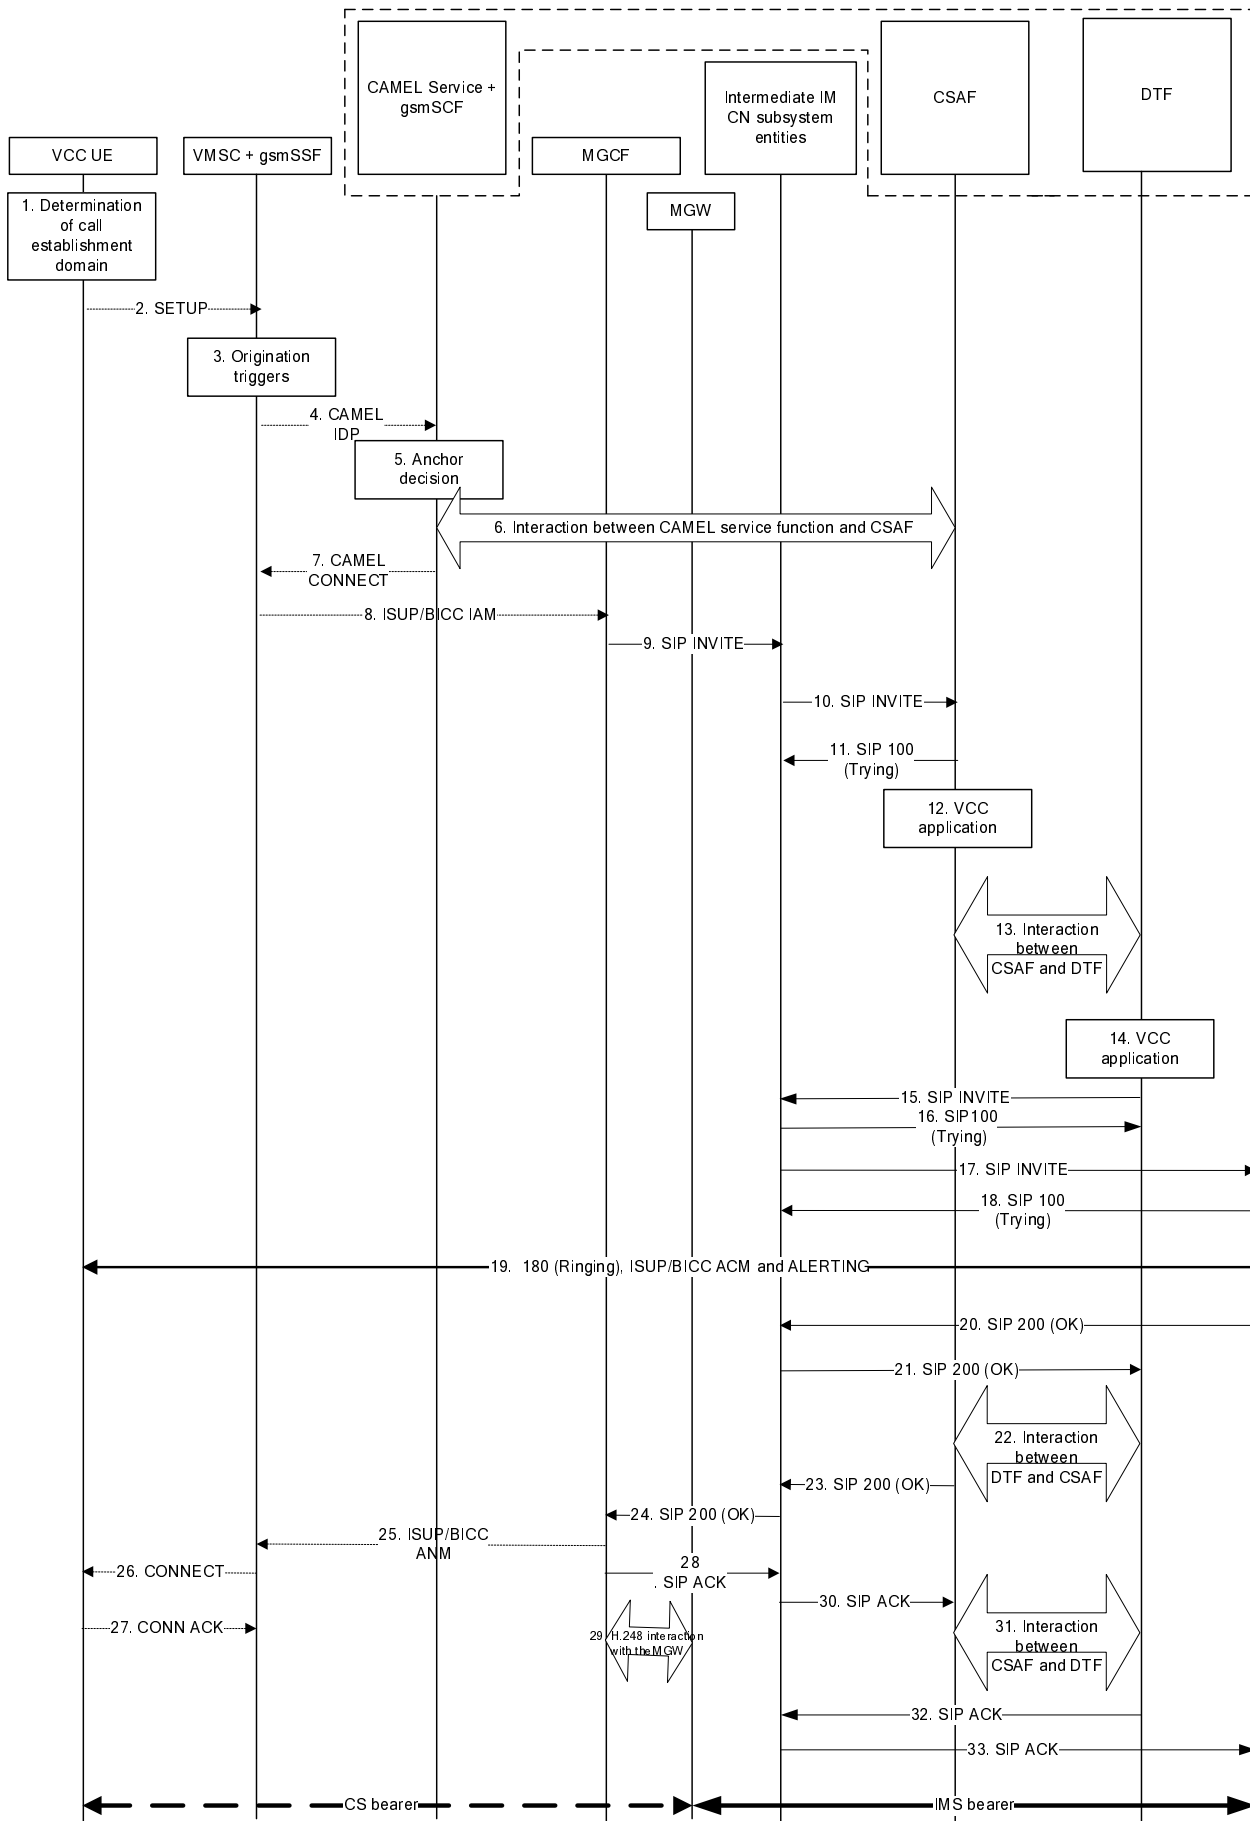 CAMEL Service +
gsmSCF
Intermediate IM
CN subsystem
entities
CSAF
DTF
VCC UE
VMSC + gsmSSF
MGCF
MGW
1. Determination
of call
establishment
domain
2. SETUP
3. Origination
triggers
4. CAMEL
IDP
5. Anchor
decision
6. Interaction between CAMEL service function and CSAF
7. CAMEL
CONNECT
8. ISUP/BICC IAM
9. SIP INVITE
10. SIP INVITE
11. SIP 100
(Trying)
12. VCC
application
13. Interaction
between
CSAF and DTF
14. VCC
application
15. SIP INVITE
16. SIP100
(Trying)
17. SIP INVITE
18. SIP 100
(Trying)
19. 180 (Ringing), ISUP/BICC ACM and ALERTING
20. SIP 200 (OK)
21. SIP 200 (OK)
22. Interaction
between
DTF and CSAF
23. SIP 200 (OK)
24. SIP 200 (OK)
25. ISUP/BICC
ANM
26. CONNECT
28
. SIP ACK
30. SIP ACK
27. CONN ACK
29. H.248 interaction
with the MGW
31. Interaction
between
CSAF and DTF
32. SIP ACK
33. SIP ACK
CS bearer
IMS bearer